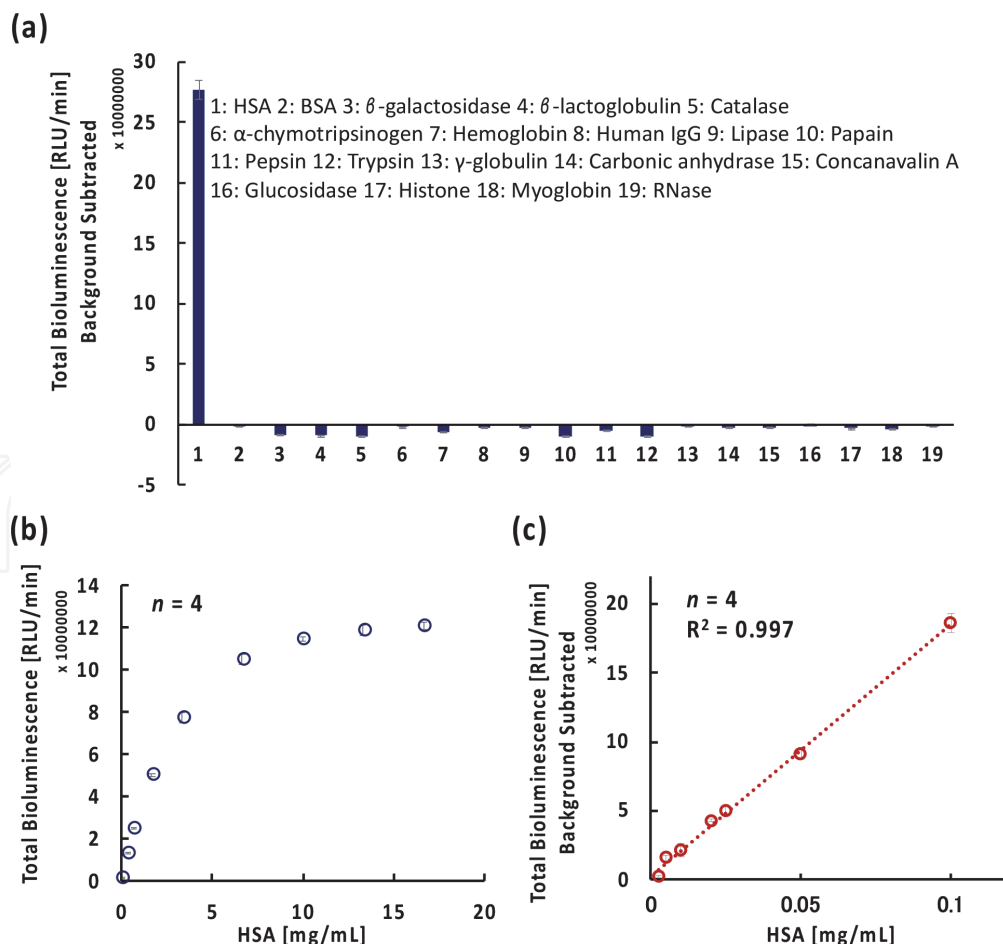 (a)
Total Bioluminescence [RLU/min]
Background Subtracted
x 100000000
30
25
20
15
10
5
0
-5
1: HSA 2: BSA 3: β-galactosidase 4: β-lactoglobulin 5: Catalase
6: α-chymotripsinogen 7: Hemoglobin 8: Human IgG 9: Lipase 10: Papain
11: Pepsin 12: Trypsin 13: γ-globulin 14: Carbonic anhydrase 15: Concanavalin A
16: Glucosidase 17: Histone 18: Myoglobin 19: RNase
1 2 3 4 5 6 7 8 9 10 11 12 13 14 15 16 17 18 19
(b)
Total Bioluminescence [RLU/min]
x 100000000
14
12
10
8
6
4
2
0
n = 4
0 5 10 15 20
HSA [mg/mL]
(c)
Total Bioluminescence [RLU/min]
Background Subtracted
x 100000000
20
15
10
5
0
n = 4
R² = 0.997
0 0.05 0.1
HSA [mg/mL]